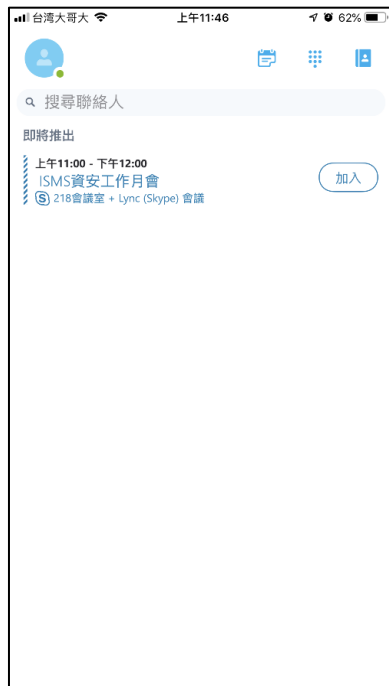 台湾大哥大 上午11:46 62%
搜尋聯絡人
即將推出
上午11:00 - 下午12:00
ISMS資安工作月會
218會議室 + Lync (Skype) 會議
加入